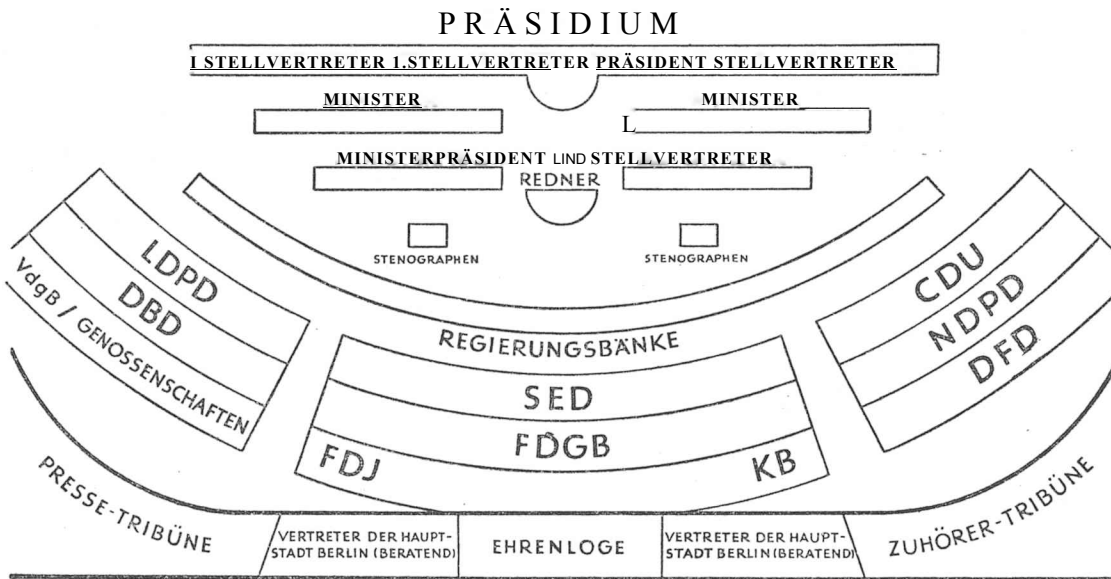 PRÄSIDIUM
I STELLVERTRETER 1.STELLVERTRETER PRÄSIDENT STELLVERTRETER
MINISTER
MINISTER
L
MINISTERPRÄSIDENT LIND STELLVERTRETER
REDNER
STENOGRAPHEN
STENOGRAPHEN
LDPD
DBD
VdgB / GENOSSENSCHAFTEN
CDU
NDPD
DFD
REGIERUNGSBÄNKE
SED
FDGB
FDJ
KB
PRESSE-TRIBÜNE
VERTRETER DER HAUPT-
STADT BERLIN (BERATEND)
EHRENLOGE
VERTRETER DER HAUPT-
STADT BERLIN (BERATEND)
ZUHÖRER-TRIBÜNE